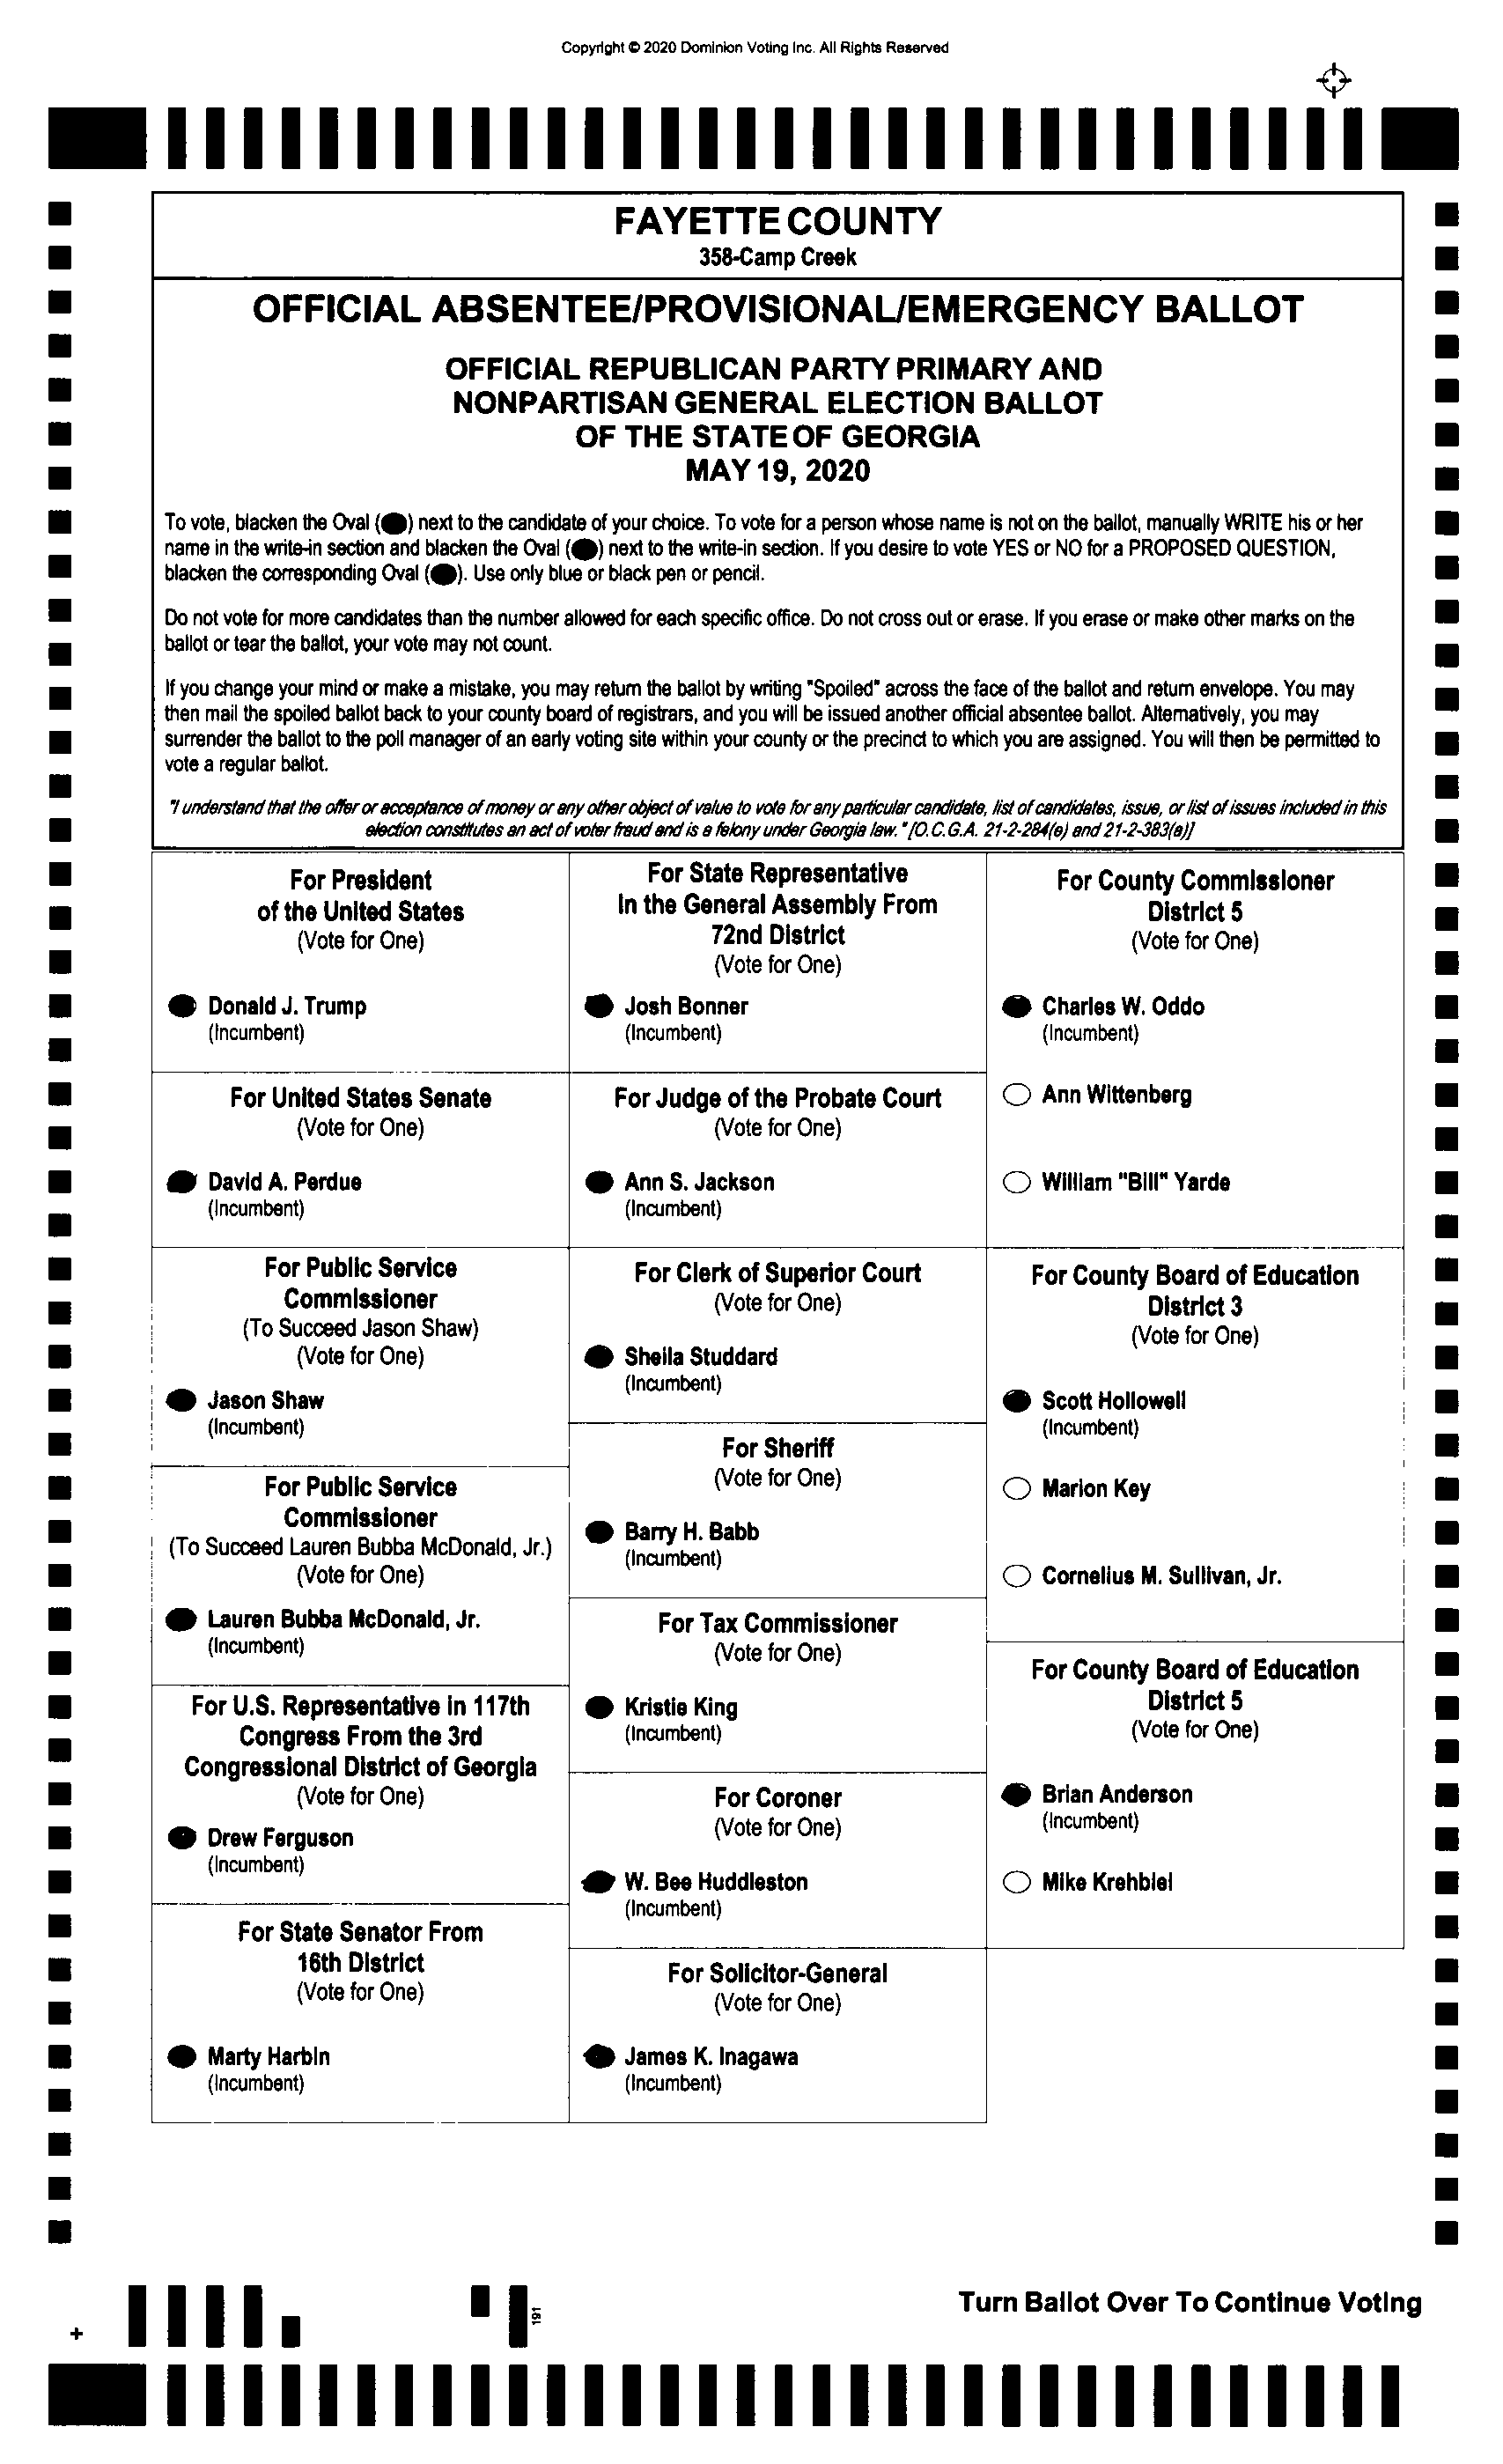 Copyright © 2020 Dominion Voting Inc. All Rights Reserved
FAYETTE COUNTY
358-Camp Creek
OFFICIAL ABSENTEE/PROVISIONAL/EMERGENCY BALLOT
OFFICIAL REPUBLICAN PARTY PRIMARY AND
NONPARTISAN GENERAL ELECTION BALLOT
OF THE STATE OF GEORGIA
MAY 19, 2020
To vote, blacken the Oval (⬬) next to the candidate of your choice. To vote for a person whose name is not on the ballot, manually WRITE his or her
name in the write-in section and blacken the Oval (⬬) next to the write-in section. If you desire to vote YES or NO for a PROPOSED QUESTION,
blacken the corresponding Oval (⬬). Use only blue or black pen or pencil.
Do not vote for more candidates than the number allowed for each specific office. Do not cross out or erase. If you erase or make other marks on the
ballot or tear the ballot, your vote may not count.
If you change your mind or make a mistake, you may return the ballot by writing "Spoiled" across the face of the ballot and return envelope. You may
then mail the spoiled ballot back to your county board of registrars, and you will be issued another official absentee ballot. Alternatively, you may
surrender the ballot to the poll manager of an early voting site within your county or the precinct to which you are assigned. You will then be permitted to
vote a regular ballot.
"I understand that the offer or acceptance of money or any other object of value to vote for any particular candidate, list of candidates, issue, or list of issues included in this
election constitutes an act of voter fraud and is a felony under Georgia law." [O.C.G.A. 21-2-284(e) and 21-2-383(a)]
For President
of the United States
(Vote for One)
Donald J. Trump
(Incumbent)
For United States Senate
(Vote for One)
David A. Perdue
(Incumbent)
For Public Service
Commissioner
(To Succeed Jason Shaw)
(Vote for One)
Jason Shaw
(Incumbent)
For Public Service
Commissioner
(To Succeed Lauren Bubba McDonald, Jr.)
(Vote for One)
Lauren Bubba McDonald, Jr.
(Incumbent)
For U.S. Representative in 117th
Congress From the 3rd
Congressional District of Georgia
(Vote for One)
Drew Ferguson
(Incumbent)
For State Senator From
16th District
(Vote for One)
Marty Harbin
(Incumbent)
For State Representative
In the General Assembly From
72nd District
(Vote for One)
Josh Bonner
(Incumbent)
For Judge of the Probate Court
(Vote for One)
Ann S. Jackson
(Incumbent)
For Clerk of Superior Court
(Vote for One)
Sheila Studdard
(Incumbent)
For Sheriff
(Vote for One)
Barry H. Babb
(Incumbent)
For Tax Commissioner
(Vote for One)
Kristie King
(Incumbent)
For Coroner
(Vote for One)
W. Bee Huddleston
(Incumbent)
For Solicitor-General
(Vote for One)
James K. Inagawa
(Incumbent)
For County Commissioner
District 5
(Vote for One)
Charles W. Oddo
(Incumbent)
Ann Wittenberg
William "Bill" Yarde
For County Board of Education
District 3
(Vote for One)
Scott Hollowell
(Incumbent)
Marion Key
Cornelius M. Sullivan, Jr.
For County Board of Education
District 5
(Vote for One)
Brian Anderson
(Incumbent)
Mike Krehbiel
Turn Ballot Over To Continue Voting
+
191